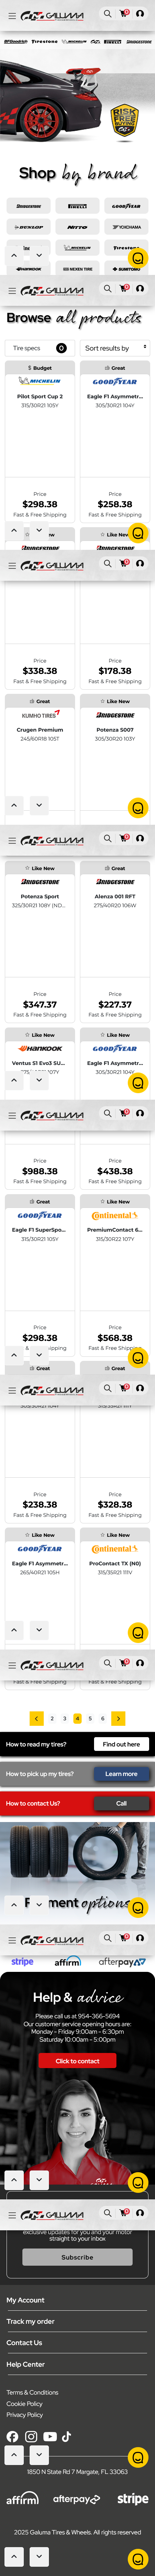 GALLUMA
BRIDGESTONE
Firestone
MICHELIN
PIRELLI
BRIDGESTONE
Shop by brand
BRIDGESTONE
PIRELLI
GOODYEAR
DUNLOP
NITTO
YOKOHAMA
MICHELIN
Firestone
HANKOOK
NEXEN TIRE
SUMITOMO
GALLUMA
Browse all products
Tire specs 0
Sort results by
$ Budget
MICHELIN
Pilot Sport Cup 2
315/30R21 105Y
Price
$298.38
Fast & Free Shipping
Great
GOODYEAR
Eagle F1 Asymmetr...
305/30R21 104Y
Price
$258.38
Fast & Free Shipping
BRIDGESTONE
GALLUMA
Price
$338.38
Fast & Free Shipping
BRIDGESTONE
Price
$178.38
Fast & Free Shipping
Great
KUMHO TIRES
Crugen Premium
245/60R18 105T
Like New
BRIDGESTONE
Potenza S007
305/30R20 103Y
GALLUMA
Like New
BRIDGESTONE
Potenza Sport
325/30R21 108Y (NO...
Price
$347.37
Fast & Free Shipping
Great
BRIDGESTONE
Alenza 001 RFT
275/40R20 106W
Price
$227.37
Fast & Free Shipping
Like New
HANKOOK
Ventus S1 Evo3 SU...
107Y
Like New
GOODYEAR
Eagle F1 Asymmetr...
305/30R21 104Y
GALLUMA
Price
$988.38
Fast & Free Shipping
Price
$438.38
Fast & Free Shipping
Great
GOODYEAR
Eagle F1 SuperSpo...
315/30R21 105Y
Price
$298.38
Fast & Free Shipping
Like New
Continental
PremiumContact 6...
315/30R22 107Y
Price
$568.38
Fast & Free Shipping
Great
Great
GALLUMA
Price
$238.38
Fast & Free Shipping
Price
$328.38
Fast & Free Shipping
Like New
GOODYEAR
Eagle F1 Asymmetr...
265/40R21 105H
Like New
Continental
ProContact TX (N0)
315/35R21 111V
GALLUMA
Fast & Free Shipping
Fast & Free Shipping
2 3 4 5 6
How to read my tires?
Find out here
How to pick up my tires?
Learn more
How to contact Us?
Call
Payment options
GALLUMA
stripe
affirm
afterpay
Help & advice
Please call us at 954-366-5694
Our customer service opening hours are:
Monday - Friday 9:00am - 6:30pm
Saturday 10:00am - 5:00pm
Click to contact
GALLUMA
GALLUMA
exclusive updates for you and your motor
straight to your inbox
Subscribe
My Account
Track my order
Contact Us
Help Center
Terms & Conditions
Cookie Policy
Privacy Policy
1850 N State Rd 7 Margate, FL 33063
affirm
afterpay
stripe
2025 Galuma Tires & Wheels. All rights reserved